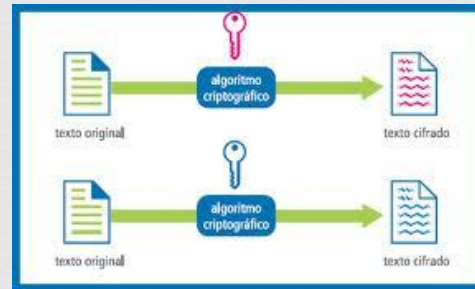 algoritmo
criptográfico
texto original
texto cifrado
algoritmo
criptográfico
texto original
texto cifrado